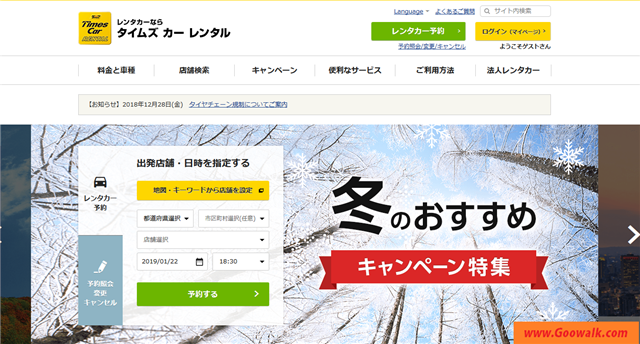 Language
よくあるご質問
サイト内検索
Times
Car
レンタカーなら
タイムズ カー レンタル
レンタカー予約
ログイン (マイページ)
予約照会/変更/キャンセル
ようこそゲストさん
料金と車種
店舗検索
キャンペーン
便利なサービス
ご利用方法
法人レンタカー
【お知らせ】2018年12月28日(金) タイヤチェーン規制についてご案内
レンタカー
予約
予約照会
変更
キャンセル
出発店舗・日時を指定する
地図・キーワードから店舗を設定
都道府県選択
市区町村選択(任意)
店舗選択
2019/01/22
18:30
予約する
冬のおすすめ
キャンペーン特集
www.Goowalk.com